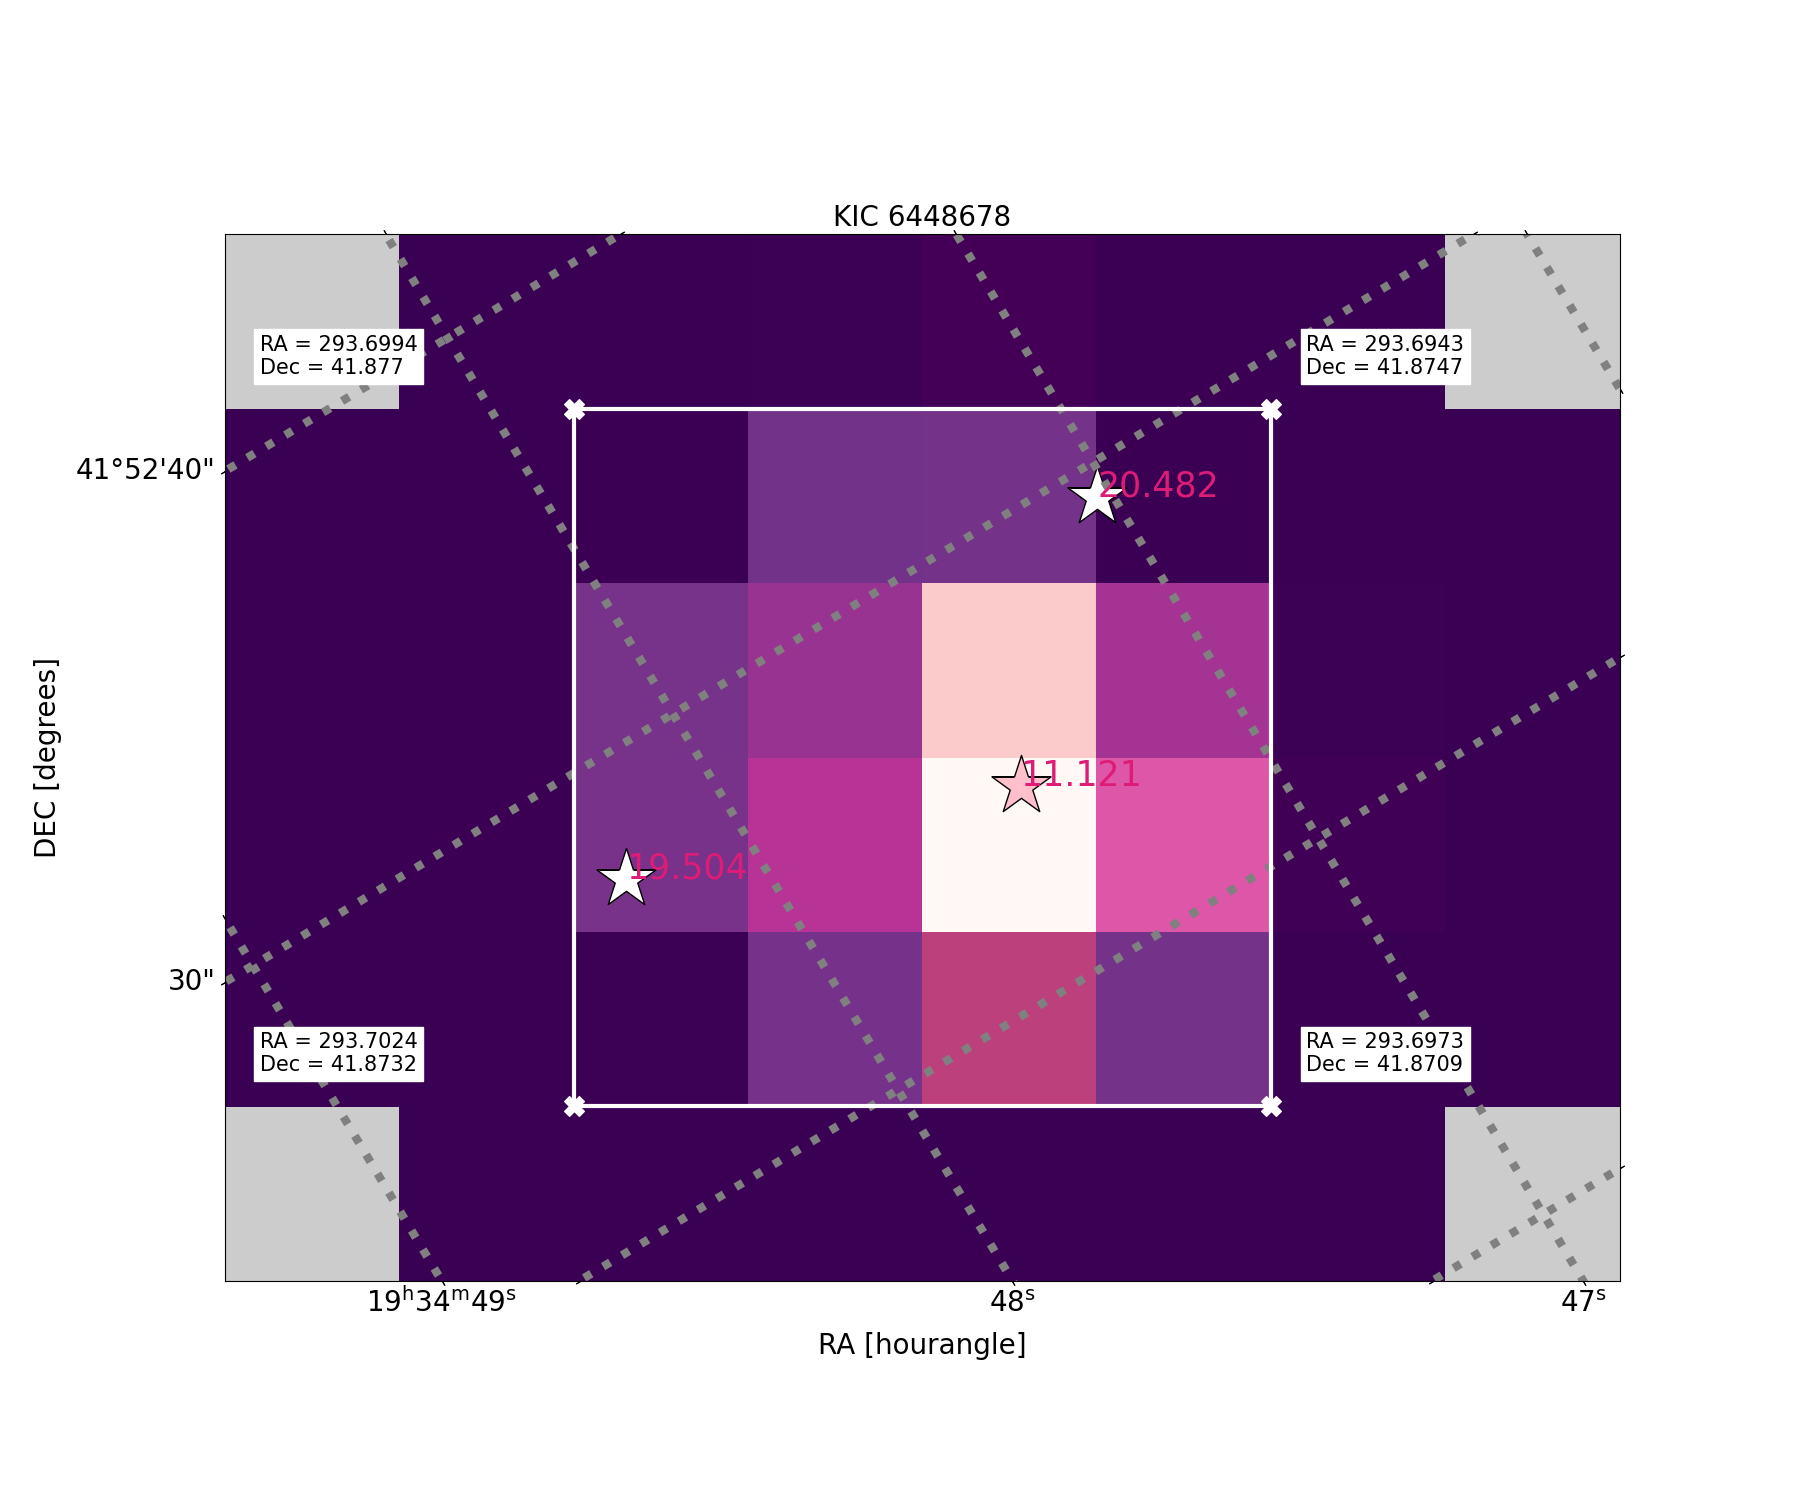 KIC 6448678
RA = 293.6994
Dec = 41.877
RA = 293.6943
Dec = 41.8747
41°52'40"
20.482
DEC [degrees]
11.121
19.504
30"
RA = 293.7024
Dec = 41.8732
RA = 293.6973
Dec = 41.8709
19ʰ34ᵐ49ˢ
48ˢ
47ˢ
RA [hourangle]